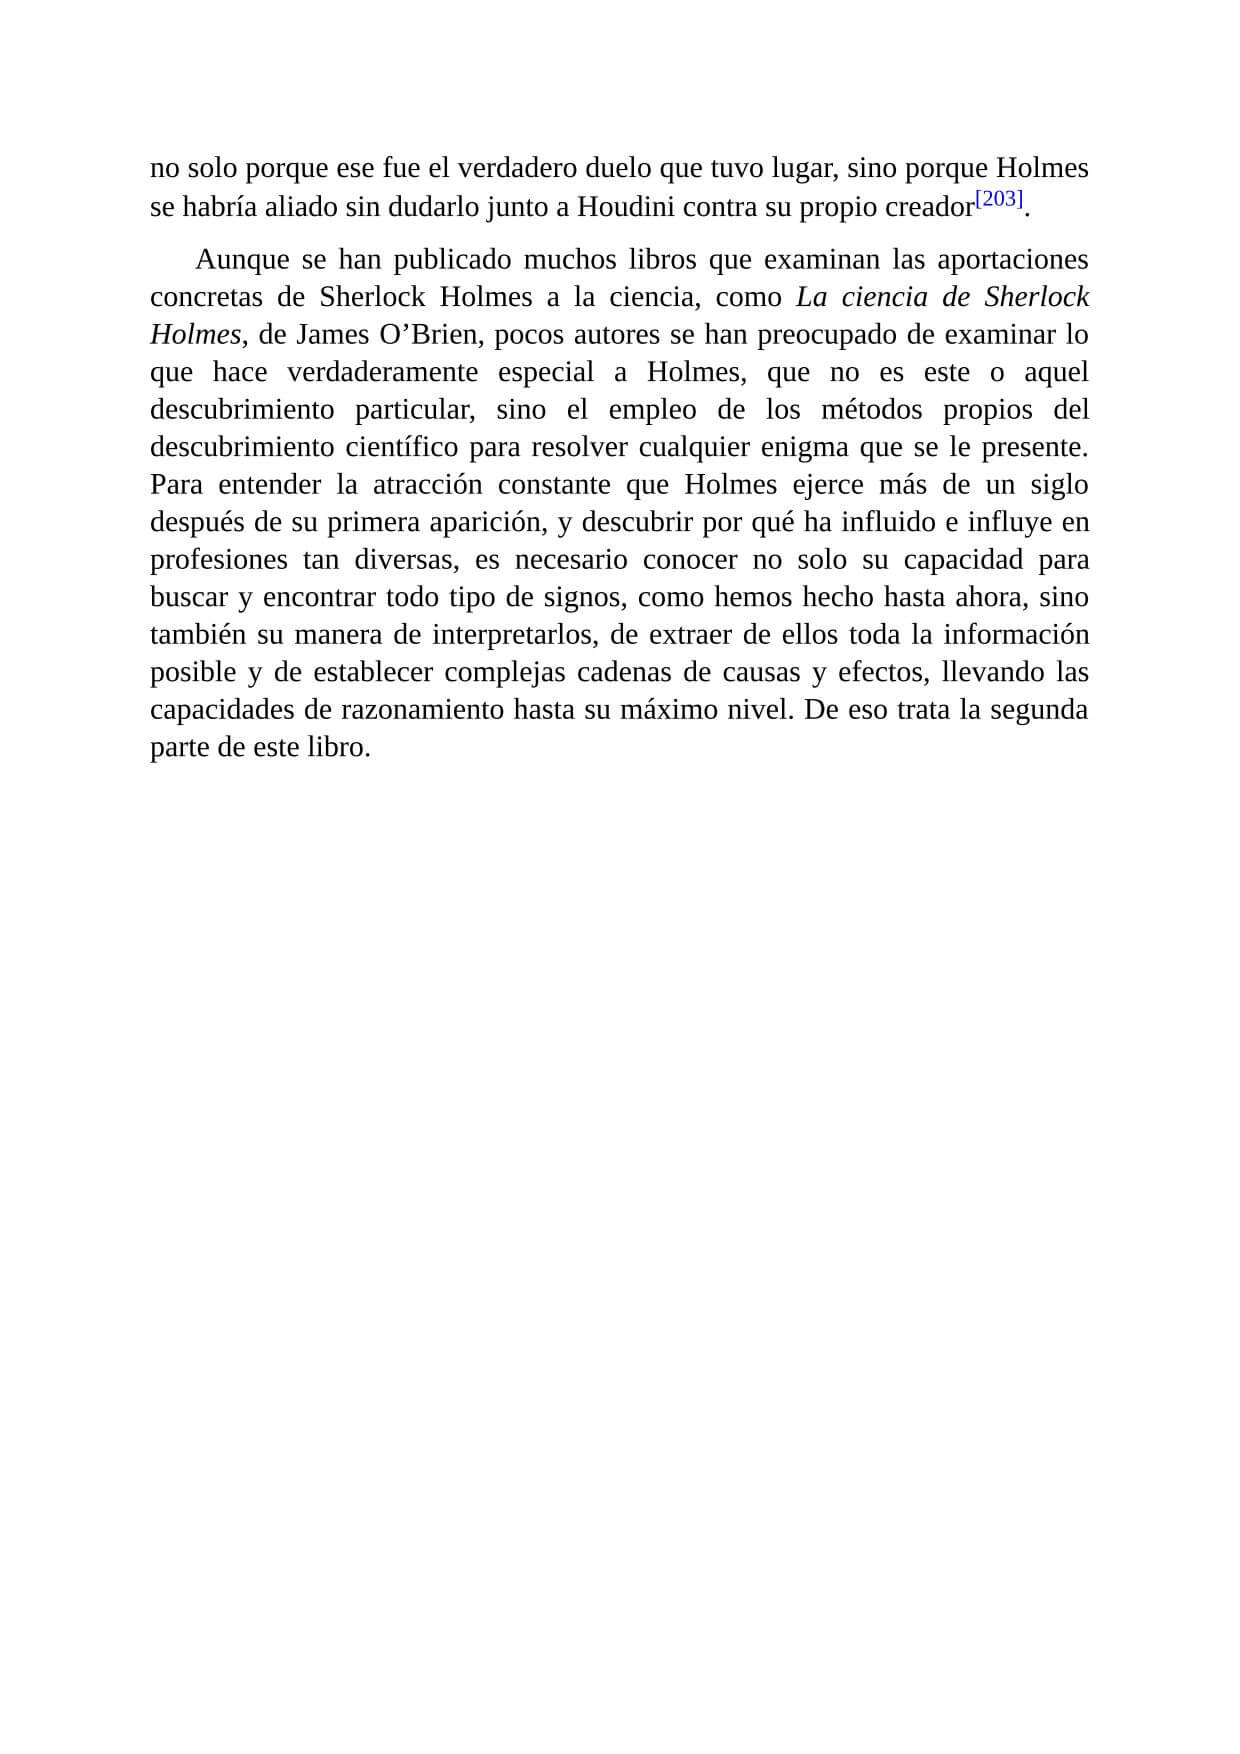 no solo porque ese fue el verdadero duelo que tuvo lugar, sino porque Holmes
se habría aliado sin dudarlo junto a Houdini contra su propio creador[203].
Aunque se han publicado muchos libros que examinan las aportaciones
concretas de Sherlock Holmes a la ciencia, como La ciencia de Sherlock
Holmes, de James O’Brien, pocos autores se han preocupado de examinar lo
que hace verdaderamente especial a Holmes, que no es este o aquel
descubrimiento particular, sino el empleo de los métodos propios del
descubrimiento científico para resolver cualquier enigma que se le presente.
Para entender la atracción constante que Holmes ejerce más de un siglo
después de su primera aparición, y descubrir por qué ha influido e influye en
profesiones tan diversas, es necesario conocer no solo su capacidad para
buscar y encontrar todo tipo de signos, como hemos hecho hasta ahora, sino
también su manera de interpretarlos, de extraer de ellos toda la información
posible y de establecer complejas cadenas de causas y efectos, llevando las
capacidades de razonamiento hasta su máximo nivel. De eso trata la segunda
parte de este libro.